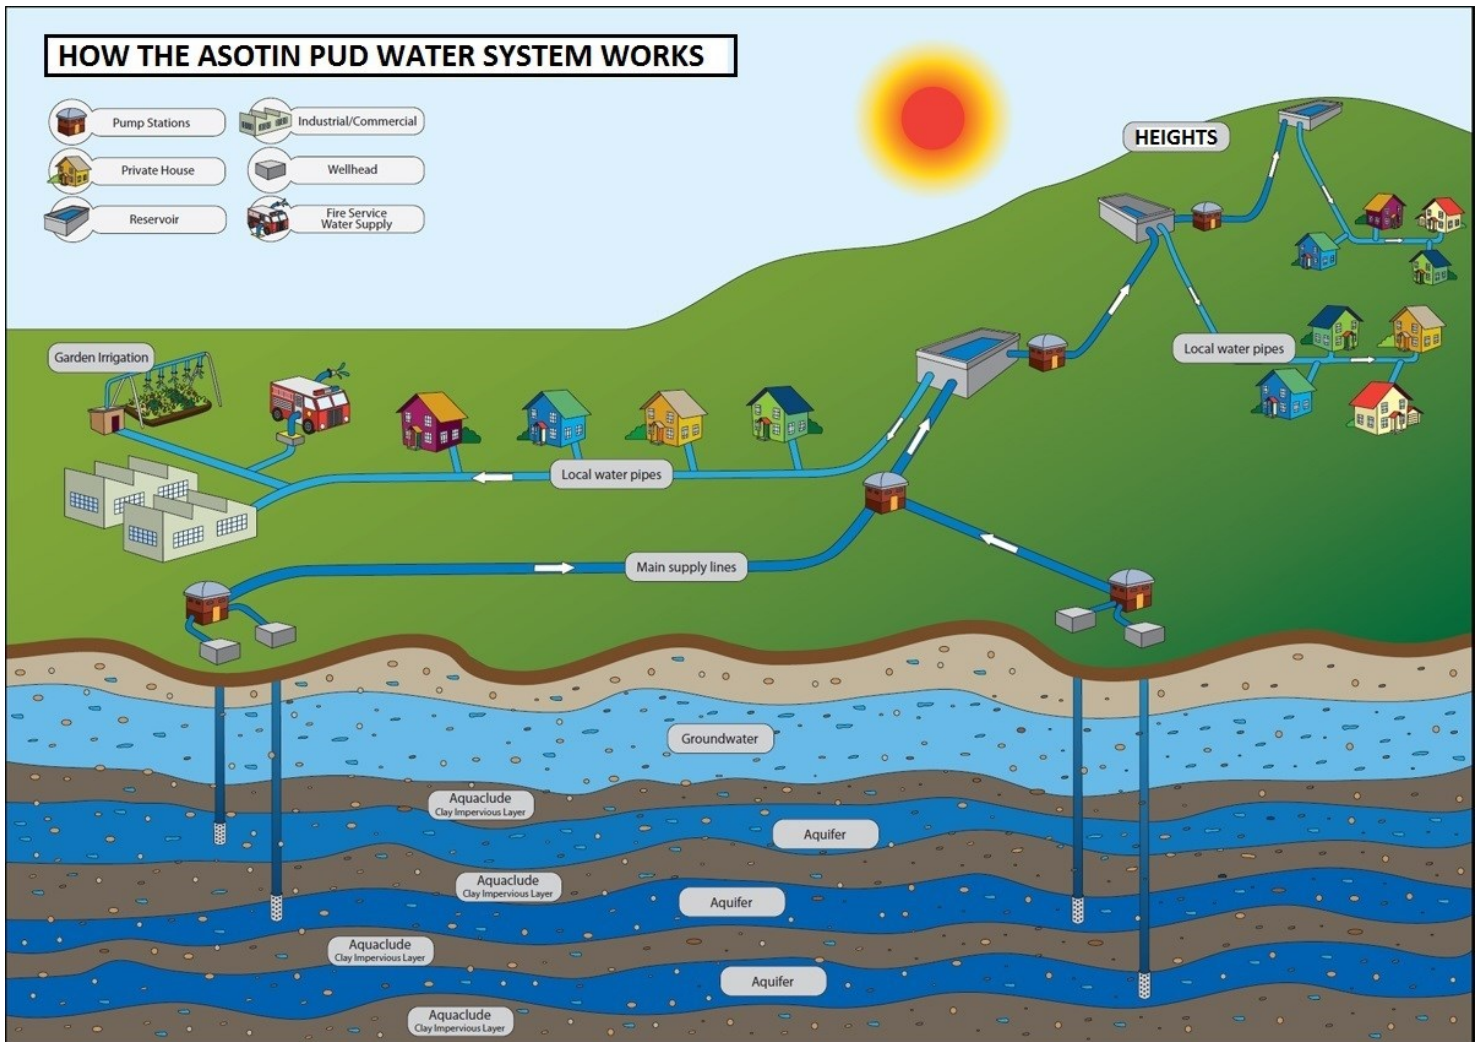 HOW THE ASOTIN PUD WATER SYSTEM WORKS
Pump Stations
Industrial/Commercial
Private House
Wellhead
Reservoir
Fire Service
Water Supply
HEIGHTS
Garden Irrigation
Local water pipes
Local water pipes
Main supply lines
Groundwater
Aquaclude
Clay Impervious Layer
Aquifer
Aquaclude
Clay Impervious Layer
Aquifer
Aquaclude
Clay Impervious Layer
Aquifer
Aquaclude
Clay Impervious Layer